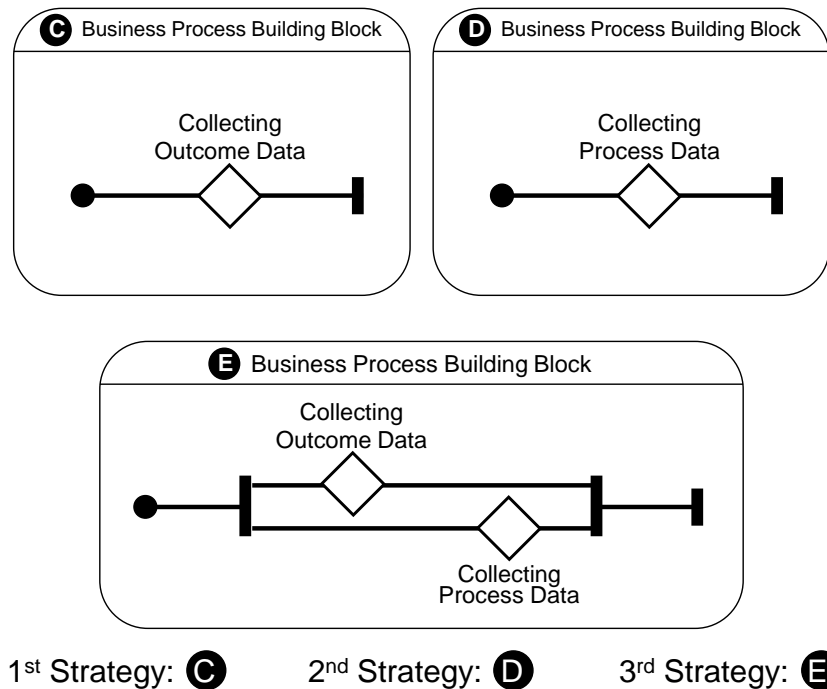 C Business Process Building Block
Collecting
Outcome Data
D Business Process Building Block
Collecting
Process Data
E Business Process Building Block
Collecting
Outcome Data
Collecting
Process Data
1st Strategy: C 2nd Strategy: D 3rd Strategy: E